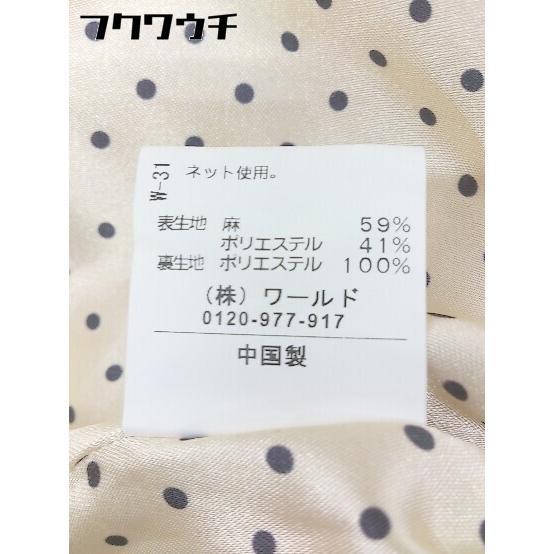 フクワウチ
W-31
ネット使用。
表生地 麻 59%
ポリエステル 41%
裏生地 ポリエステル 100%
(株) ワールド
0120-977-917
中国製